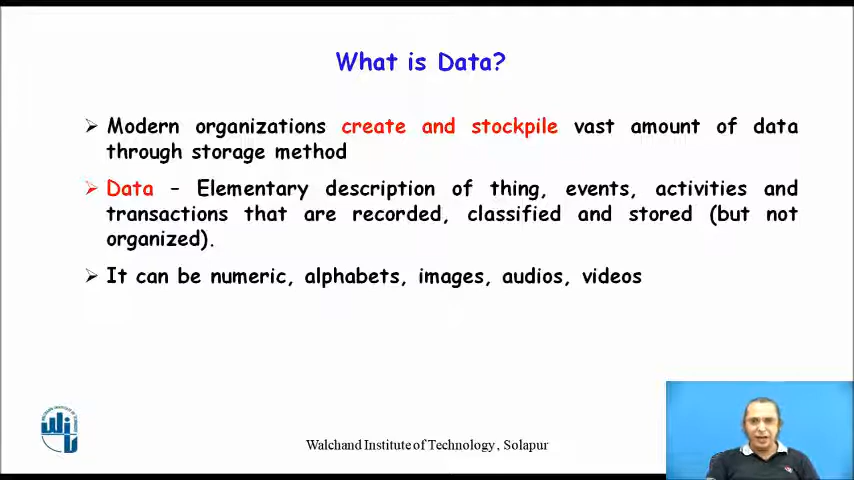 What is Data?
➢ Modern organizations create and stockpile vast amount of data
through storage method
➢ Data – Elementary description of thing, events, activities and
transactions that are recorded, classified and stored (but not
organized).
➢ It can be numeric, alphabets, images, audios, videos
Walchand Institute of Technology, Solapur